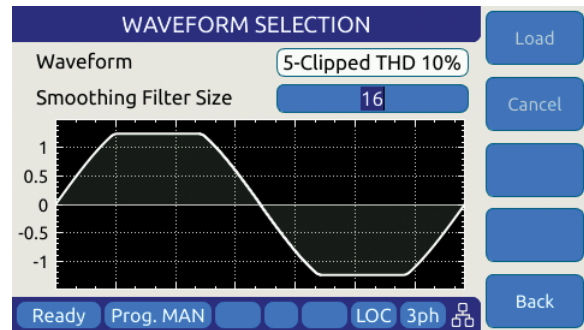 WAVEFORM SELECTION
Load
Waveform
5-Clipped THD 10%
Smoothing Filter Size
16
Cancel
1
0.5
0
-0.5
-1
Ready
Prog. MAN
LOC
3ph
Back